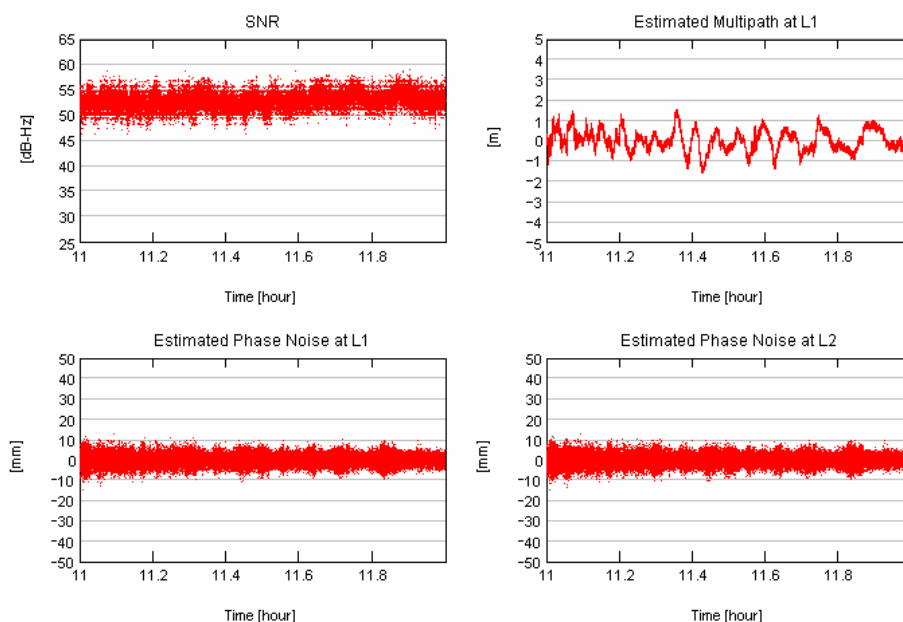 SNR
65
60
55
50
45
40
35
30
25
[dB-Hz]
11 11.2 11.4 11.6 11.8
Time [hour]
Estimated Multipath at L1
5
4
3
2
1
0
-1
-2
-3
-4
-5
[m]
11 11.2 11.4 11.6 11.8
Time [hour]
Estimated Phase Noise at L1
50
40
30
20
10
0
-10
-20
-30
-40
-50
[mm]
11 11.2 11.4 11.6 11.8
Time [hour]
Estimated Phase Noise at L2
50
40
30
20
10
0
-10
-20
-30
-40
-50
[mm]
11 11.2 11.4 11.6 11.8
Time [hour]